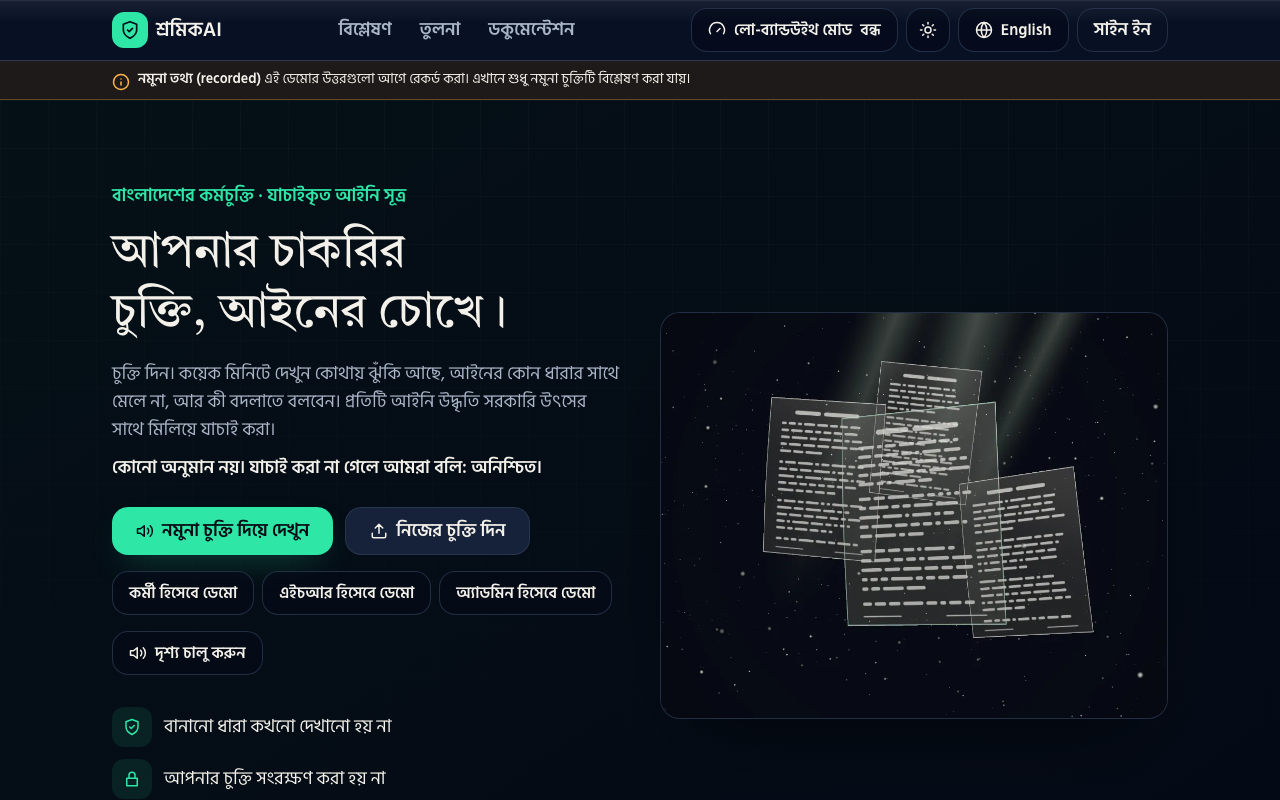 শ্রমিকAI
বিশ্লেষণ
তুলনা
ডকুমেন্টেশন
লো-ব্যান্ডউইথ মোড বন্ধ
English
সাইন ইন
নমুনা তথ্য (recorded) এই ডেমোর উত্তরগুলো আগে রেকর্ড করা। এখানে শুধু নমুনা চুক্তিটি বিশ্লেষণ করা যায়।
বাংলাদেশের কর্মচুক্তি · যাচাইকৃত আইনি সূত্র
আপনার চাকরির
চুক্তি, আইনের চোখে।
চুক্তি দিন। কয়েক মিনিটে দেখুন কোথায় ঝুঁকি আছে, আইনের কোন ধারার সাথে
মেলে না, আর কী বদলাতে বলবেন। প্রতিটি আইনি উদ্ধৃতি সরকারি উৎসের
সাথে মিলিয়ে যাচাই করা।
কোনো অনুমান নয়। যাচাই করা না গেলে আমরা বলি: অনিশ্চিত।
নমুনা চুক্তি দিয়ে দেখুন
নিজের চুক্তি দিন
কর্মী হিসেবে ডেমো
এইচআর হিসেবে ডেমো
অ্যাডমিন হিসেবে ডেমো
দৃশ্য চালু করুন
বানানো ধারা কখনো দেখানো হয় না
আপনার চুক্তি সংরক্ষণ করা হয় না